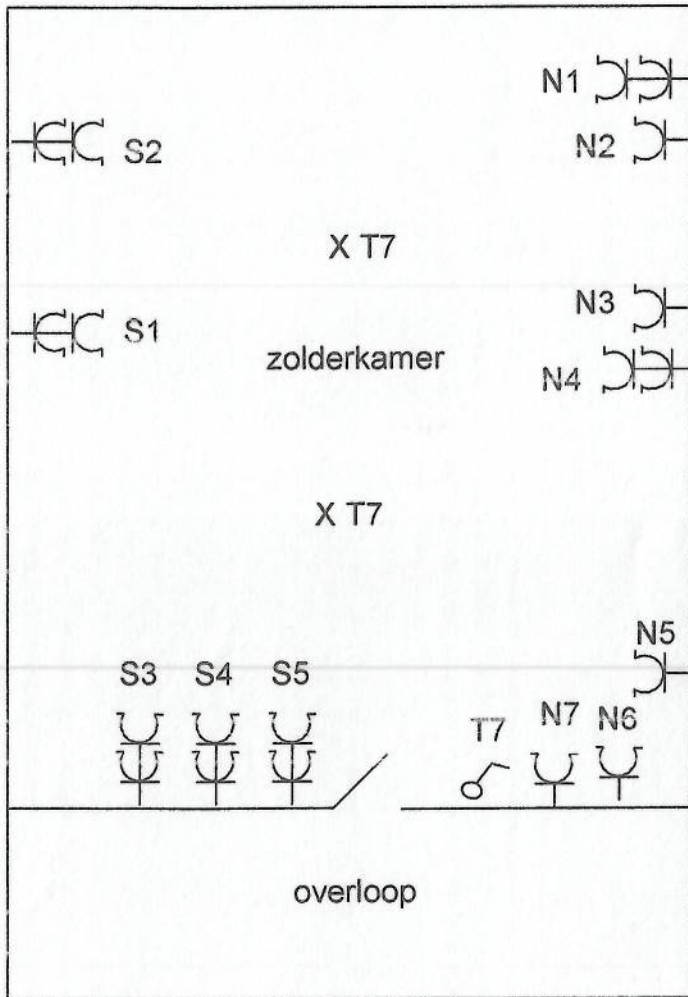 N1
S2
N2
X T7
N3
S1
zolderkamer
N4
X T7
N5
S3 S4 S5
T7 N7 N6
overloop